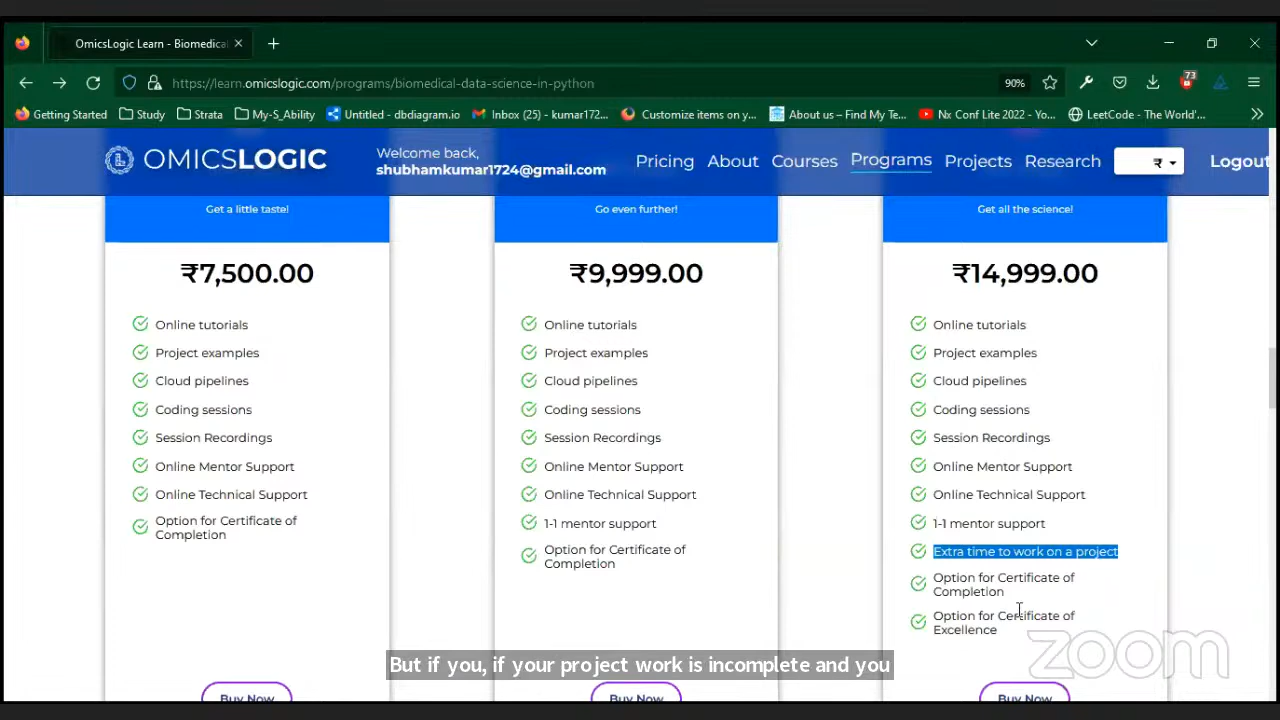 OmicsLogic Learn - Biomedical
https://learn.omicslogic.com/programs/biomedical-data-science-in-python
90%
73
Getting Started
Study
Strata
My-S_Ability
Untitled - dbdiagram.io
Inbox (25) - kumar172...
Customize items on y...
About us – Find My Te...
Nx Conf Lite 2022 - Yo...
LeetCode - The World'...
OMICSLOGIC
Welcome back,
shubhamkumar1724@gmail.com
Pricing
About
Courses
Programs
Projects
Research
₹
Logout
Get a little taste!
₹7,500.00
Online tutorials
Project examples
Cloud pipelines
Coding sessions
Session Recordings
Online Mentor Support
Online Technical Support
Option for Certificate of
Completion
Buy Now
Go even further!
₹9,999.00
Online tutorials
Project examples
Cloud pipelines
Coding sessions
Session Recordings
Online Mentor Support
Online Technical Support
1-1 mentor support
Option for Certificate of
Completion
Buy Now
Get all the science!
₹14,999.00
Online tutorials
Project examples
Cloud pipelines
Coding sessions
Session Recordings
Online Mentor Support
Online Technical Support
1-1 mentor support
Extra time to work on a project
Option for Certificate of
Completion
Option for Certificate of
Excellence
Buy Now
But if you, if your project work is incomplete and you
zoom